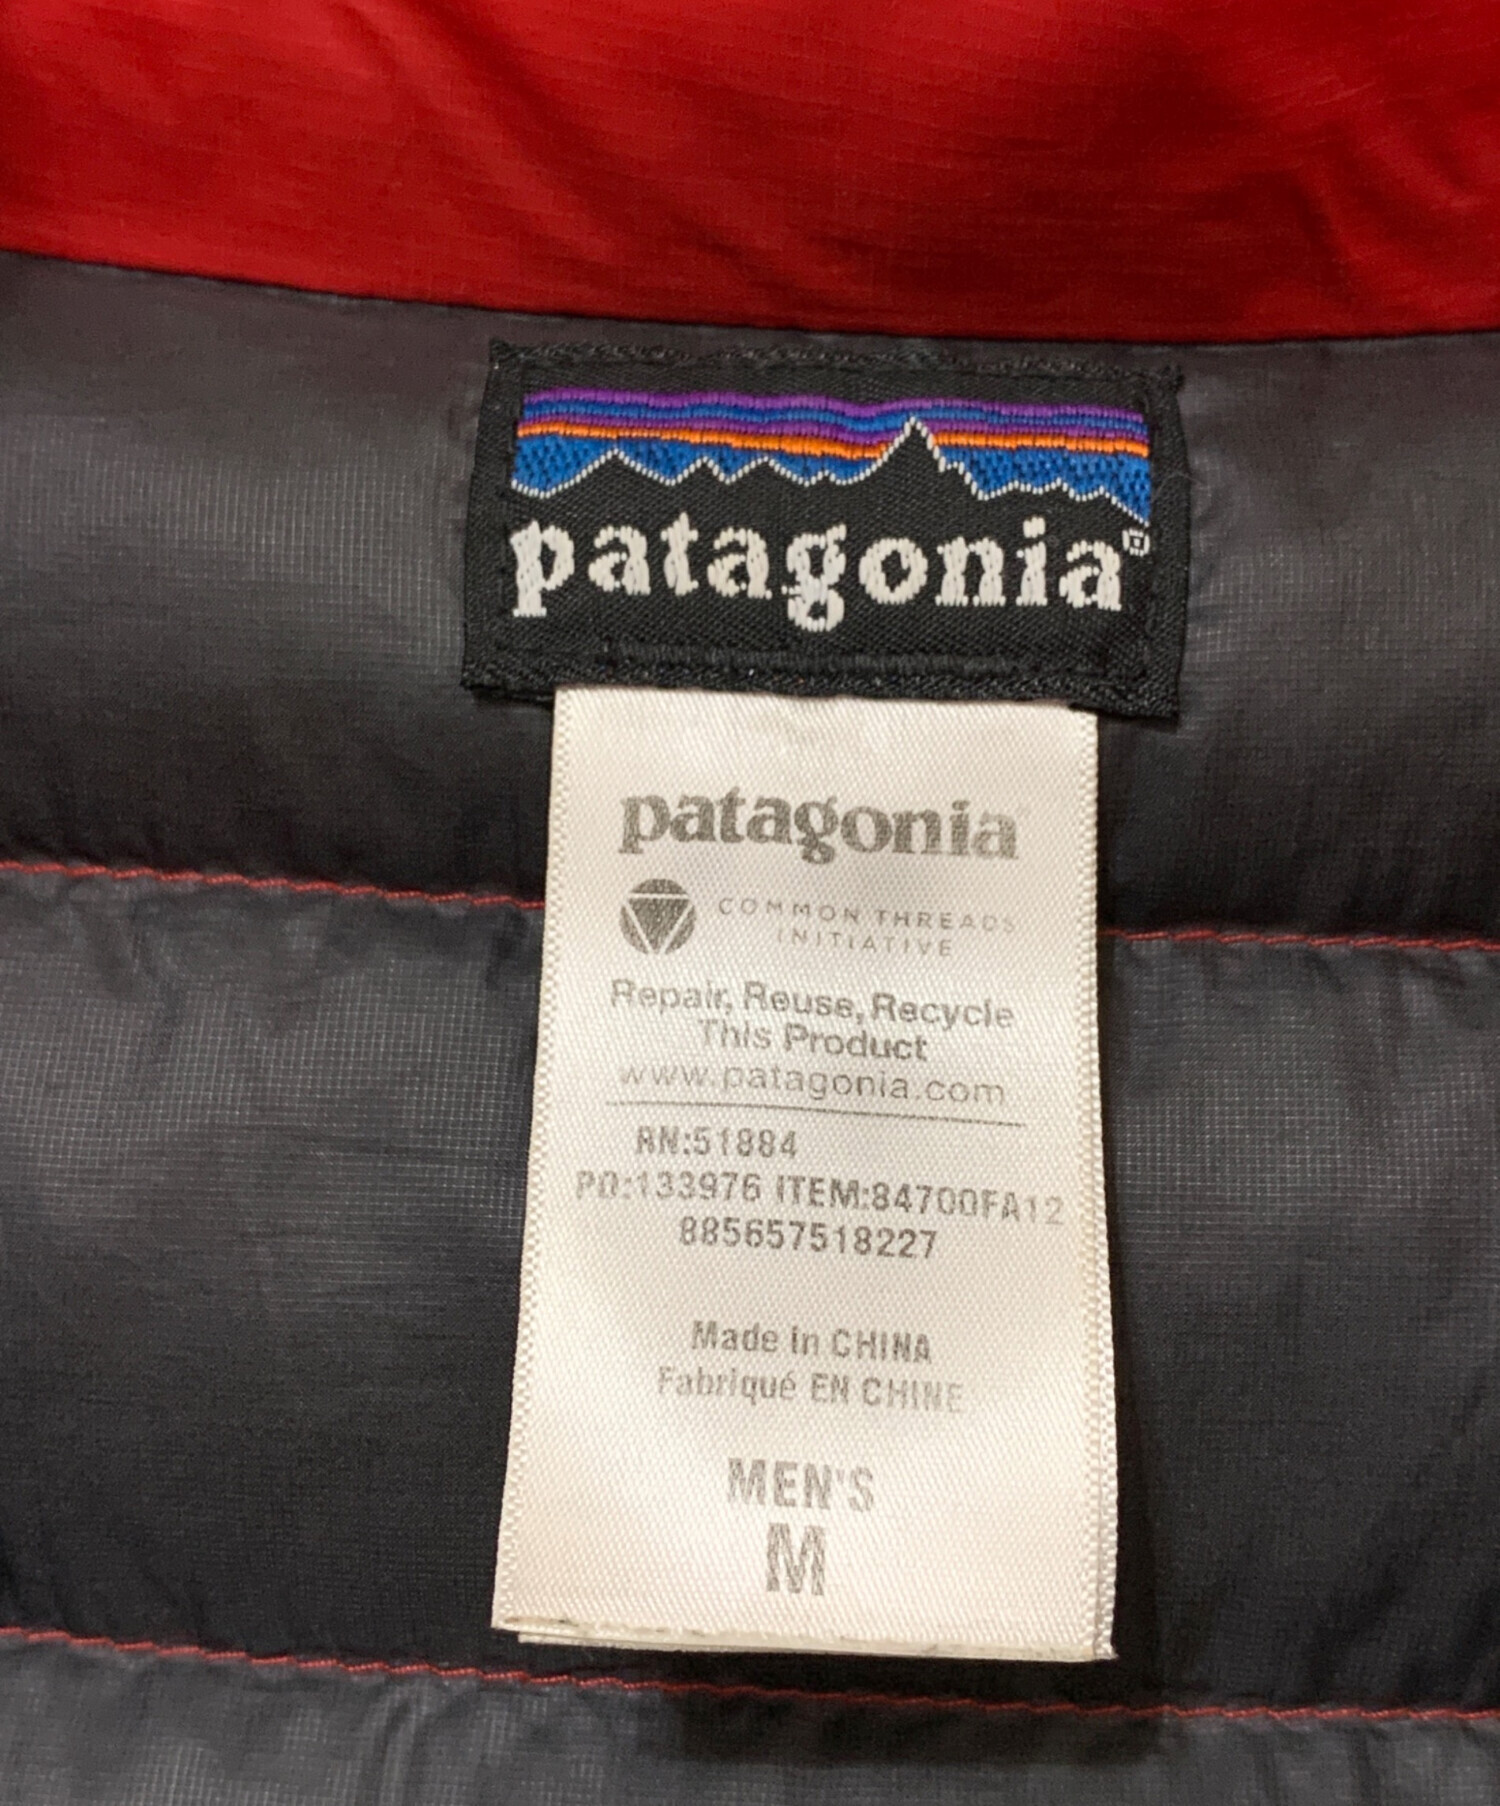 patagonia®
patagonia
COMMON THREADS
INITIATIVE
Repair, Reuse, Recycle
This Product
www.patagonia.com
RN:51884
PO:133976 ITEM:84700FA12
885657518227
Made in CHINA
Fabriqué EN CHINE
MEN'S
M